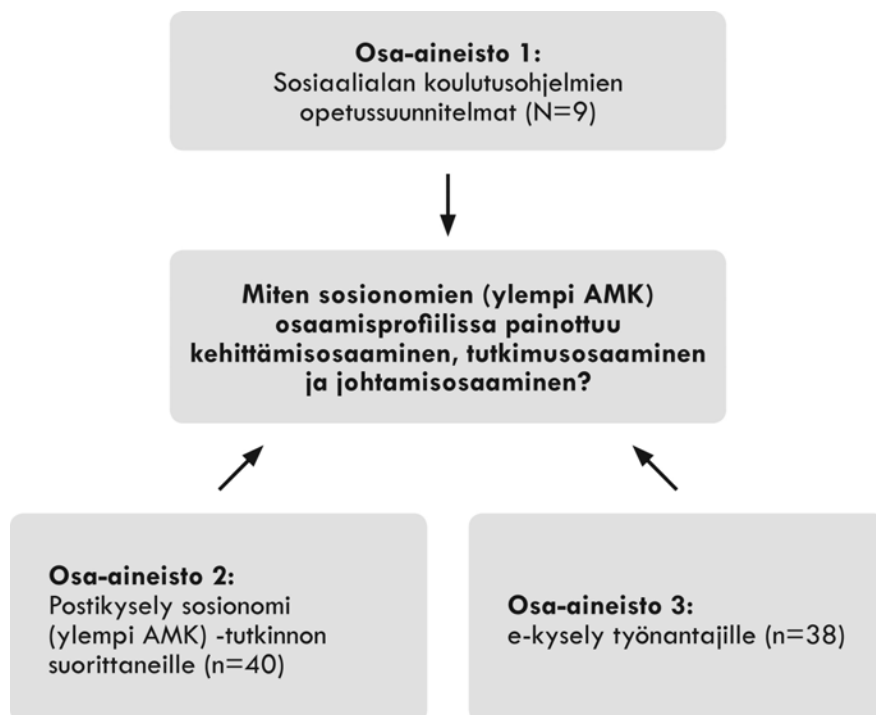 Osa-aineisto 1:
Sosiaalialan koulutusohjelmien
opetussuunnitelmat (N=9)
Miten sosionomien (ylempi AMK)
osaamisprofiilissa painottuu
kehittämisosaaminen, tutkimusosaaminen
ja johtamisosaaminen?
Osa-aineisto 2:
Postikysely sosionomi
(ylempi AMK) -tutkinnon
suorittaneille (n=40)
Osa-aineisto 3:
e-kysely työnantajille (n=38)